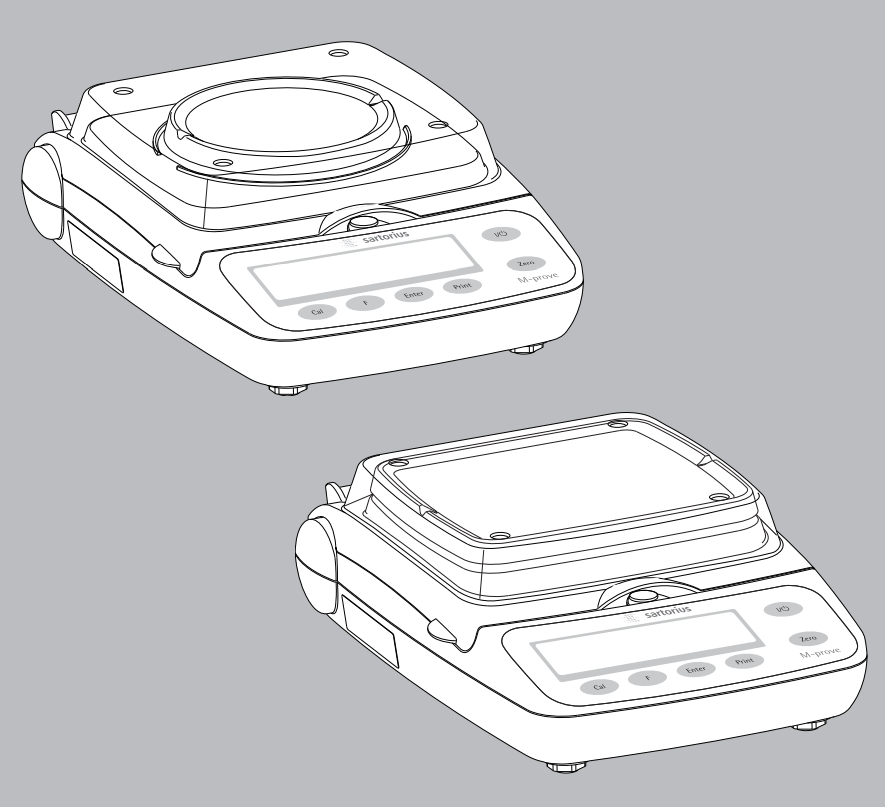 sartorius
I/⏻
Zero
M-prove
Cal
F
Enter
Print
sartorius
I/⏻
Zero
M-prove
Cal
F
Enter
Print